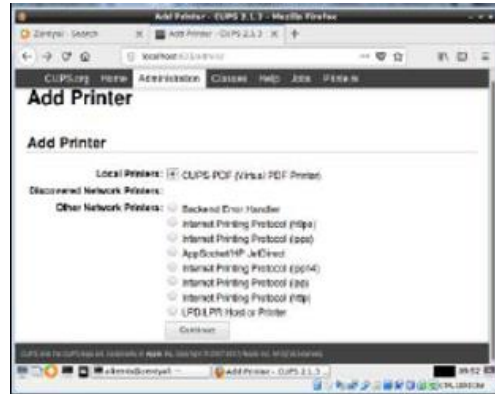 Add Printer - CUPS 2.1.3 - Mozilla Firefox
Zentyal - Search
Add Printer - CUPS 2.1.3
localhost
CUPS.org Home Administration Classes Help Jobs Printers
Add Printer
Add Printer
Local Printers: CUPS-PDF (Virtual PDF Printer)
Discovered Network Printers:
Other Network Printers: Backend Error Handler
Internet Printing Protocol (https)
Internet Printing Protocol (ipps)
AppSocket/HP JetDirect
Internet Printing Protocol (ipp14)
Internet Printing Protocol (ipp)
Internet Printing Protocol (http)
LPD/LPR Host or Printer
Continue
Add Printer - CUPS 2.1.3